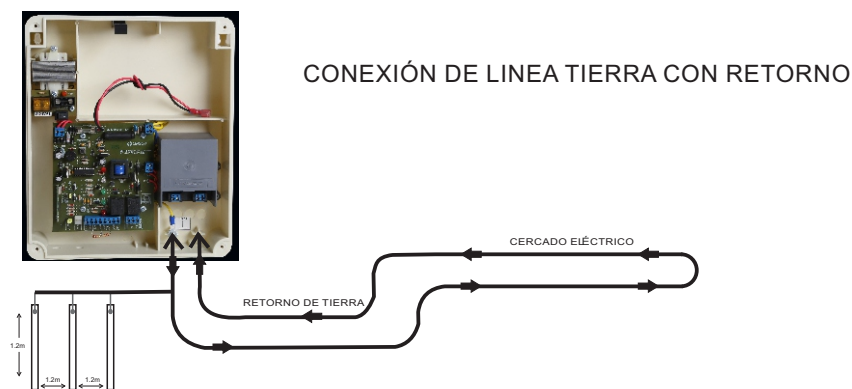 CONEXIÓN DE LINEA TIERRA CON RETORNO
CERCADO ELÉCTRICO
RETORNO DE TIERRA
1.2m
1.2m
1.2m